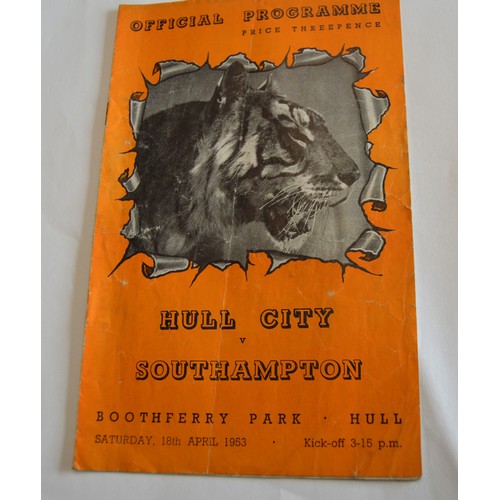 OFFICIAL PROGRAMME
PRICE THREEPENCE
HULL CITY
v
SOUTHAMPTON
BOOTHFERRY PARK · HULL
SATURDAY, 18th APRIL 1953 · Kick-off 3-15 p.m.